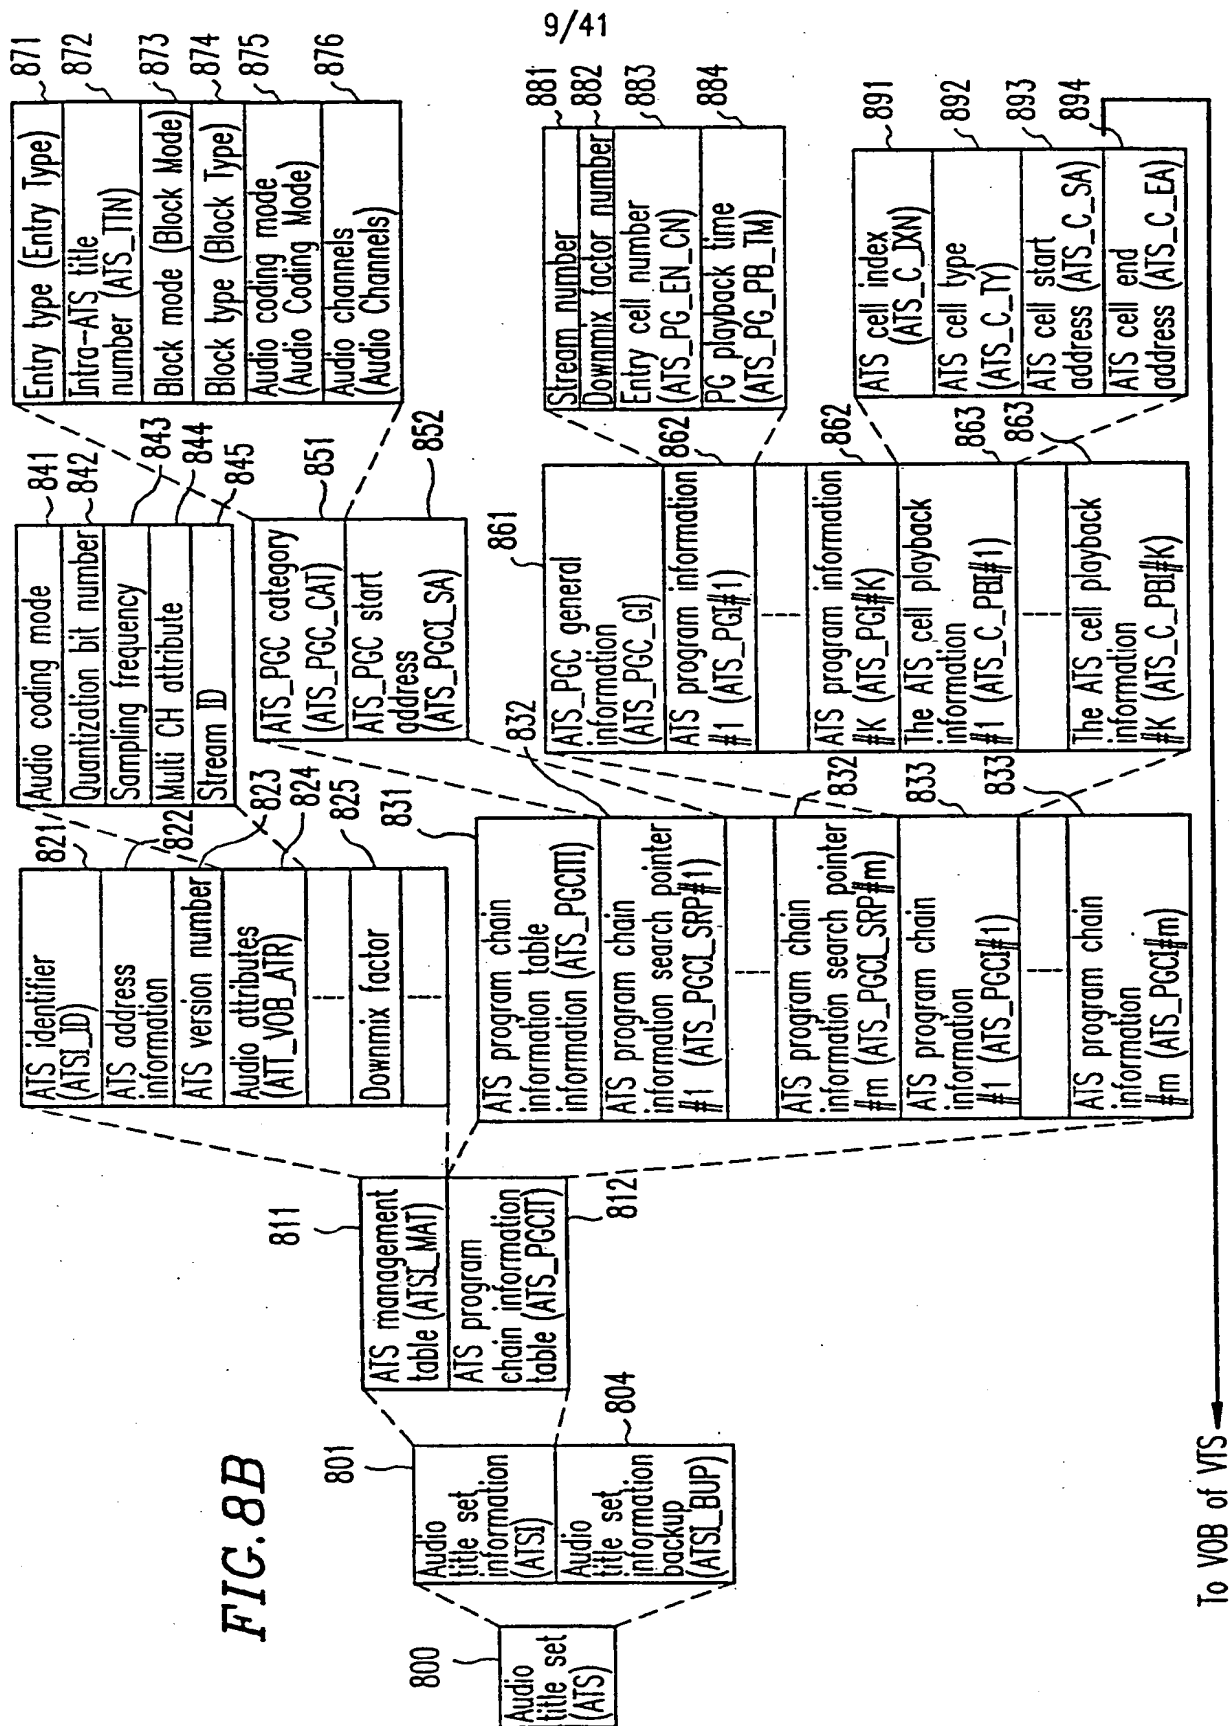 9/41
FIG.8B
800
Audio
title set
(ATS)
801
Audio
title set
information
(ATSI)
804
Audio
title set
information
backup
(ATSI_BUP)
811
ATS management
table (ATSI_MAT)
ATS program
chain information
table (ATS_PGCIT)
812
ATS identifier
(ATSI_ID)
821
ATS address
information
822
ATS version number
823
Audio attributes
(ATT_VOB_ATR)
824
Downmix factor
825
831
ATS program chain
information table
information (ATS_PGCITI)
832
ATS program chain
information search pointer
#1 (ATS_PGCI_SRP#1)
ATS program chain
information search pointer
#m (ATS_PGCI_SRP#m)
832
ATS program chain
information
#1 (ATS_PGCI#1)
833
ATS program chain
information
#m (ATS_PGCI#m)
833
Audio coding mode
841
Quantization bit number
842
Sampling frequency
843
Multi CH attribute
844
Stream ID
845
ATS_PGC category
(ATS_PGC_CAT)
851
ATS_PGC start
address
(ATS_PGCI_SA)
852
861
ATS_PGC general
information
(ATS_PGC_GI)
ATS program information
#1 (ATS_PGI#1)
862
ATS program information
#K (ATS_PGI#K)
862
The ATS cell playback
information
#1 (ATS_C_PBI#1)
863
The ATS cell playback
information
#K (ATS_C_PBI#K)
863
Entry type (Entry Type)
871
Intra-ATS title
number (ATS_TTN)
872
Block mode (Block Mode)
873
Block type (Block Type)
874
Audio coding mode
(Audio Coding Mode)
875
Audio channels
(Audio Channels)
876
Stream number
881
Downmix factor number
882
Entry cell number
(ATS_PG_EN_CN)
883
PG playback time
(ATS_PG_PB_TM)
884
ATS cell index
(ATS_C_IXN)
891
ATS cell type
(ATS_C_TY)
892
ATS cell start
address (ATS_C_SA)
893
ATS cell end
address (ATS_C_EA)
894
To VOB of VTS